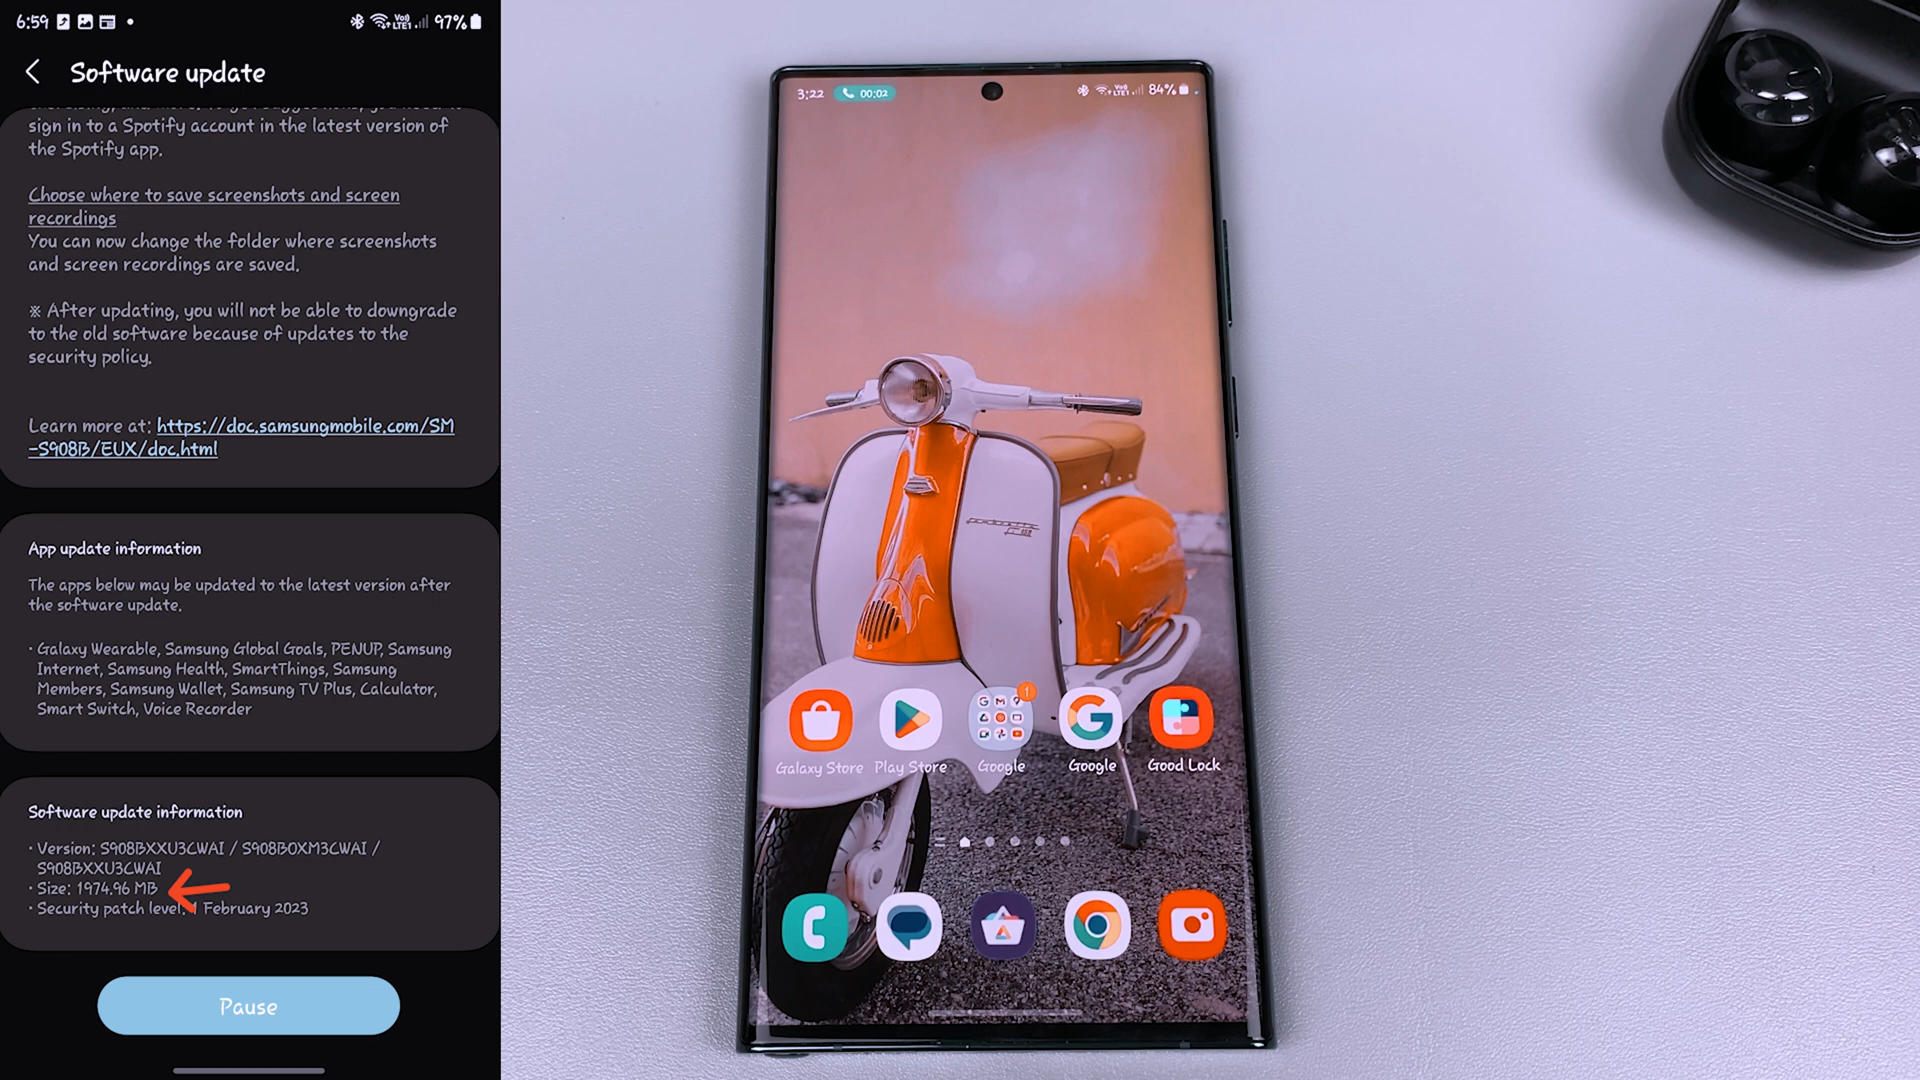 6:59
VoI)
LTE1
97%
Software update
sign in to a Spotify account in the latest version of
the Spotify app.
Choose where to save screenshots and screen
recordings
You can now change the folder where screenshots
and screen recordings are saved.
※ After updating, you will not be able to downgrade
to the old software because of updates to the
security policy.
Learn more at: https://doc.samsungmobile.com/SM
-S908B/EUX/doc.html
App update information
The apps below may be updated to the latest version after
the software update.
• Galaxy Wearable, Samsung Global Goals, PENUP, Samsung
Internet, Samsung Health, SmartThings, Samsung
Members, Samsung Wallet, Samsung TV Plus, Calculator,
Smart Switch, Voice Recorder
Software update information
• Version: S908BXXU3CWAI / S908BOXM3CWAI /
S908BXXU3CWAI
• Size: 1974.96 MB
• Security patch level: 1 February 2023
Pause
3:22
00:02
84%
1
Galaxy Store
Play Store
Google
Google
Good Lock